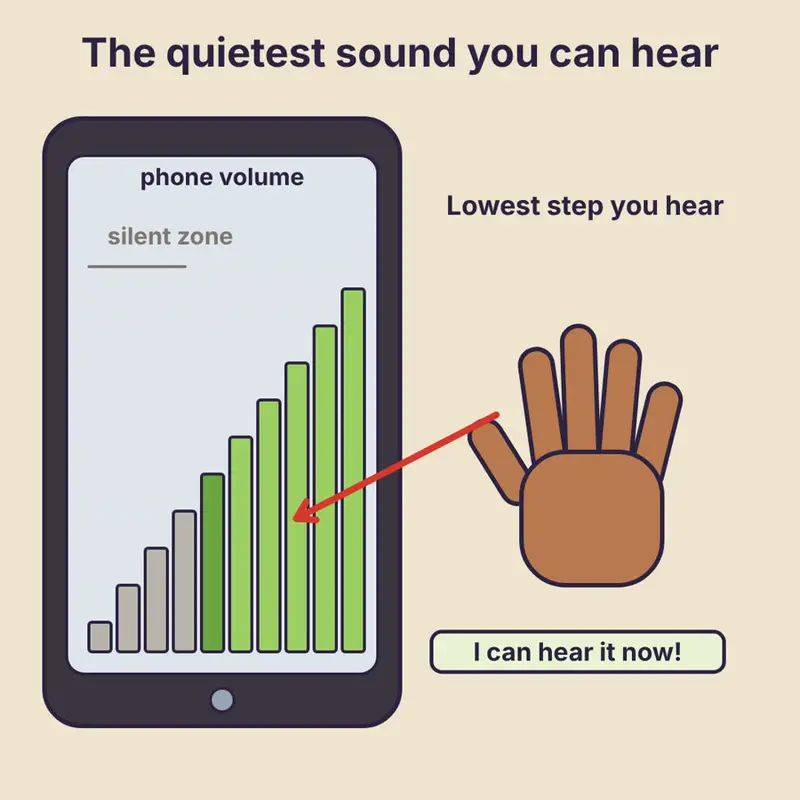 The quietest sound you can hear
phone volume
silent zone
Lowest step you hear
I can hear it now!